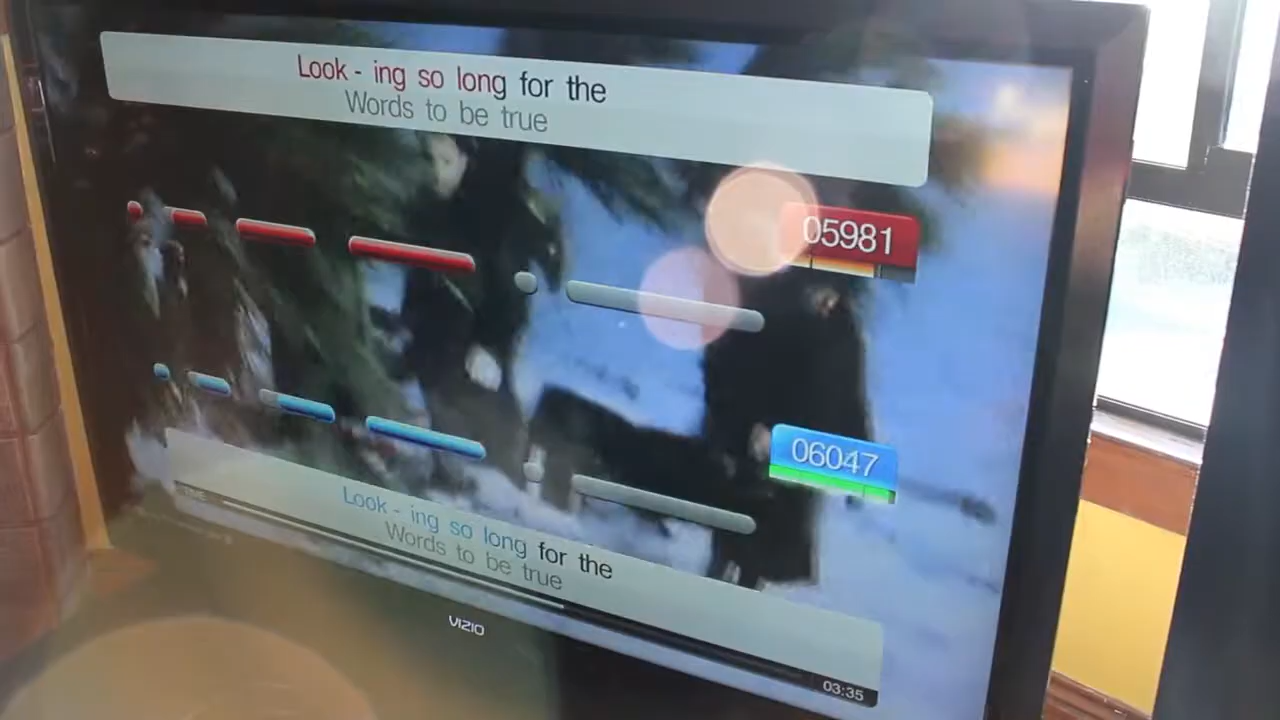 Look - ing so long for the
Words to be true
05981
06047
Look - ing so long for the
Words to be true
03:35
VIZIO